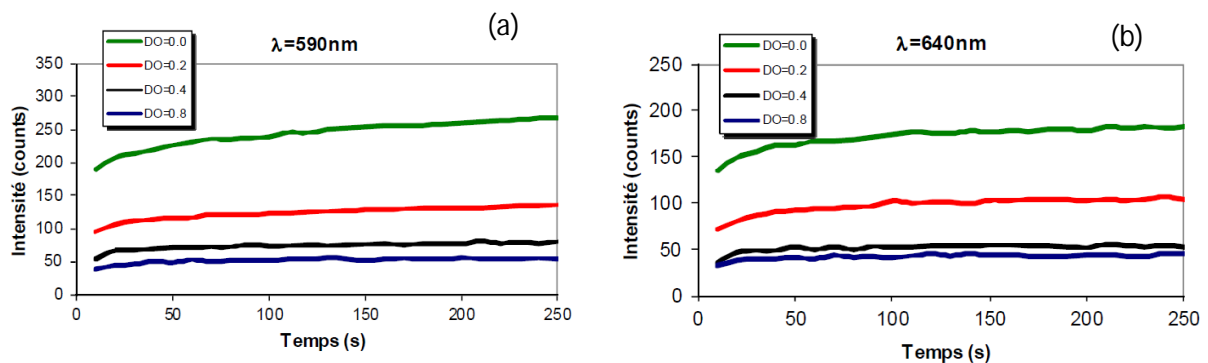 (a)
λ=590nm
DO=0.0
DO=0.2
DO=0.4
DO=0.8
Intensité (counts)
350
300
250
200
150
100
50
0
0 50 100 150 200 250
Temps (s)
(b)
λ=640nm
DO=0.0
DO=0.2
DO=0.4
DO=0.8
Intensité (counts)
250
200
150
100
50
0
0 50 100 150 200 250
Temps (s)